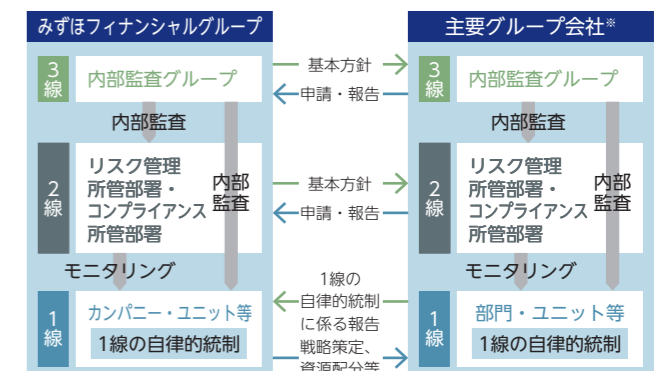 みずほフィナンシャルグループ
3線
内部監査グループ
内部監査
2線
リスク管理
所管部署・
コンプライアンス
所管部署
内部
監査
モニタリング
1線
カンパニー・ユニット等
1線の自律的統制
基本方針
申請・報告
基本方針
申請・報告
1線の
自律的統制
に係る報告
戦略策定、
資源配分等
主要グループ会社※
3線
内部監査グループ
内部監査
2線
リスク管理
所管部署・
コンプライアンス
所管部署
内部
監査
モニタリング
1線
部門・ユニット等
1線の自律的統制